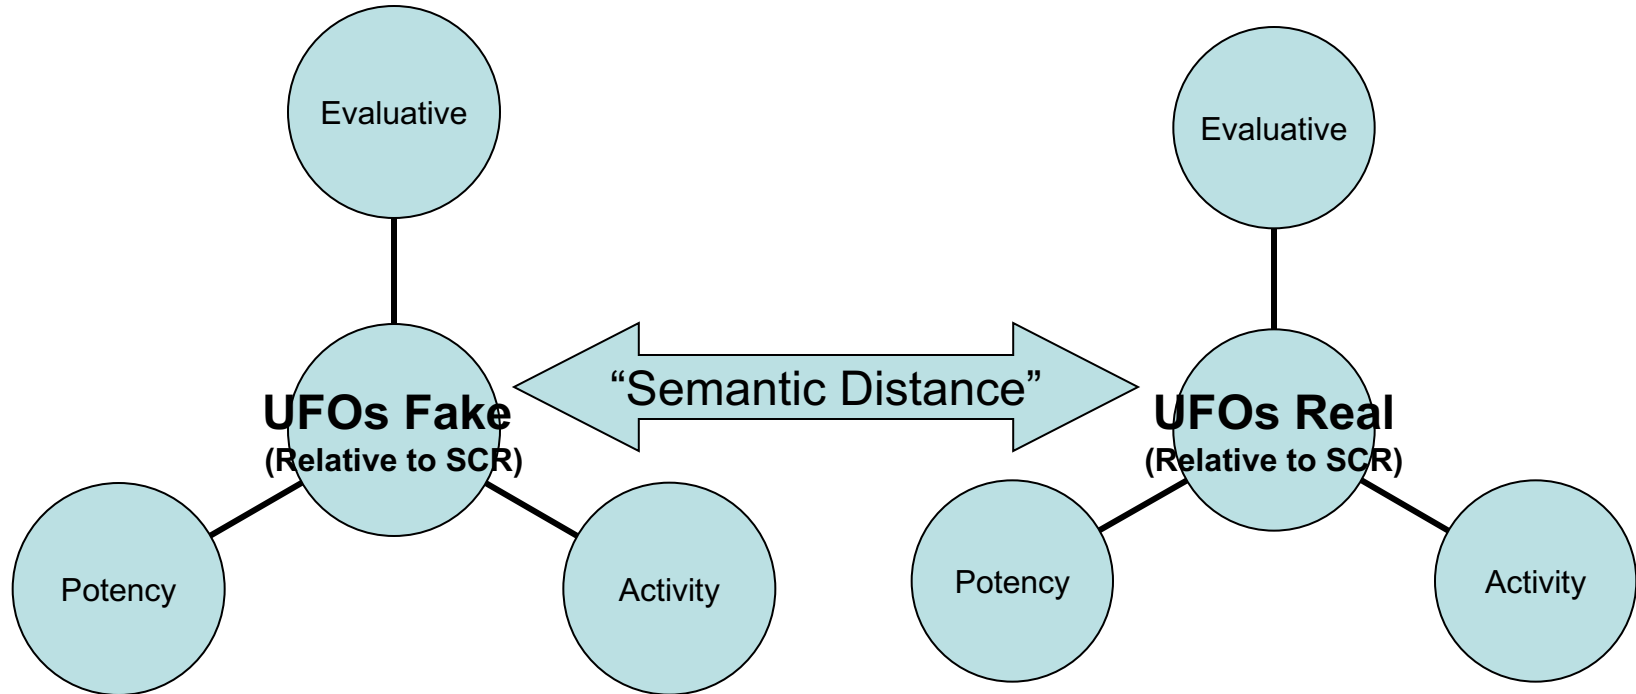 Evaluative
Evaluative
“Semantic Distance”
UFOs Fake
(Relative to SCR)
UFOs Real
(Relative to SCR)
Potency
Activity
Potency
Activity